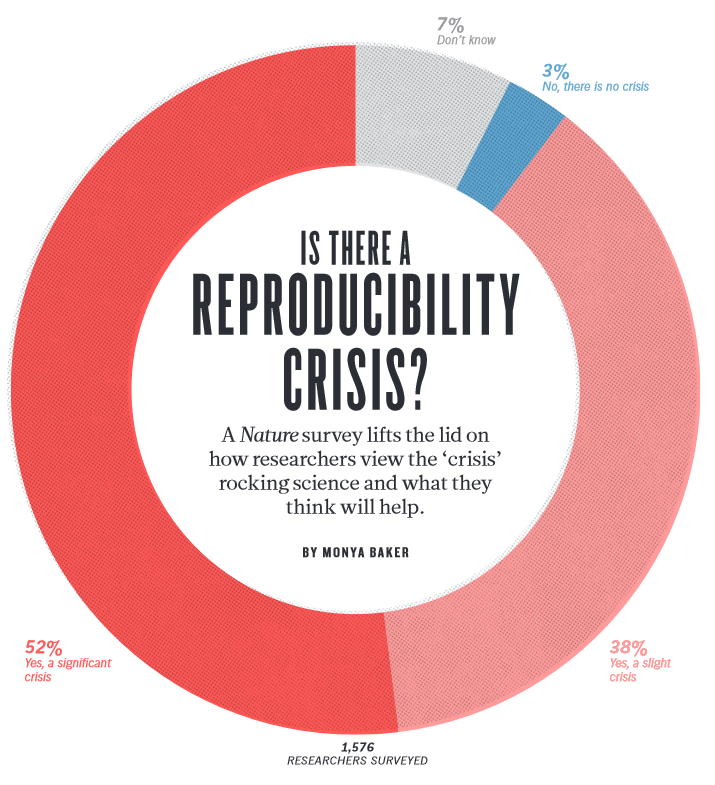 7%
Don't know
3%
No, there is no crisis
IS THERE A
REPRODUCIBILITY
CRISIS?
A Nature survey lifts the lid on
how researchers view the ‘crisis’
rocking science and what they
think will help.
BY MONYA BAKER
52%
Yes, a significant
crisis
38%
Yes, a slight
crisis
1,576
RESEARCHERS SURVEYED